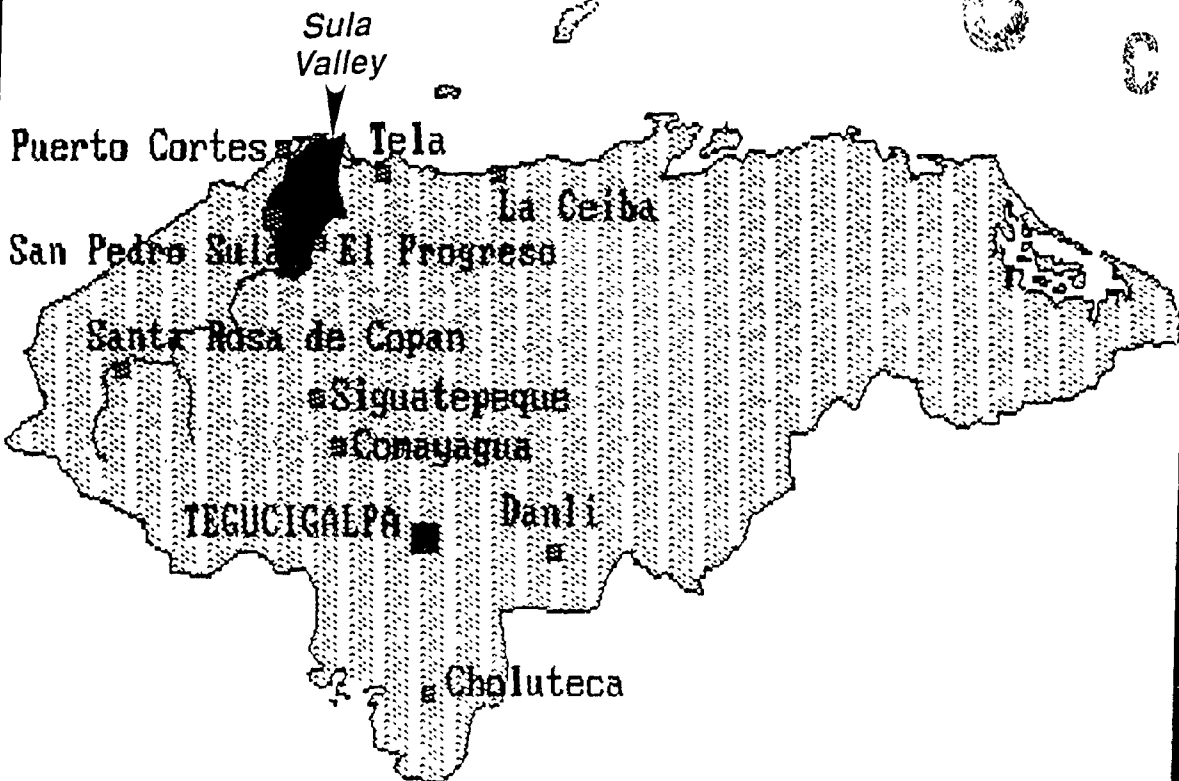 Sula
Valley
Puerto Cortes
Tela
La Ceiba
San Pedro Sula
El Progreso
Santa Rosa de Copan
Siguatepeque
Comayagua
TEGUCIGALPA
Danli
Choluteca